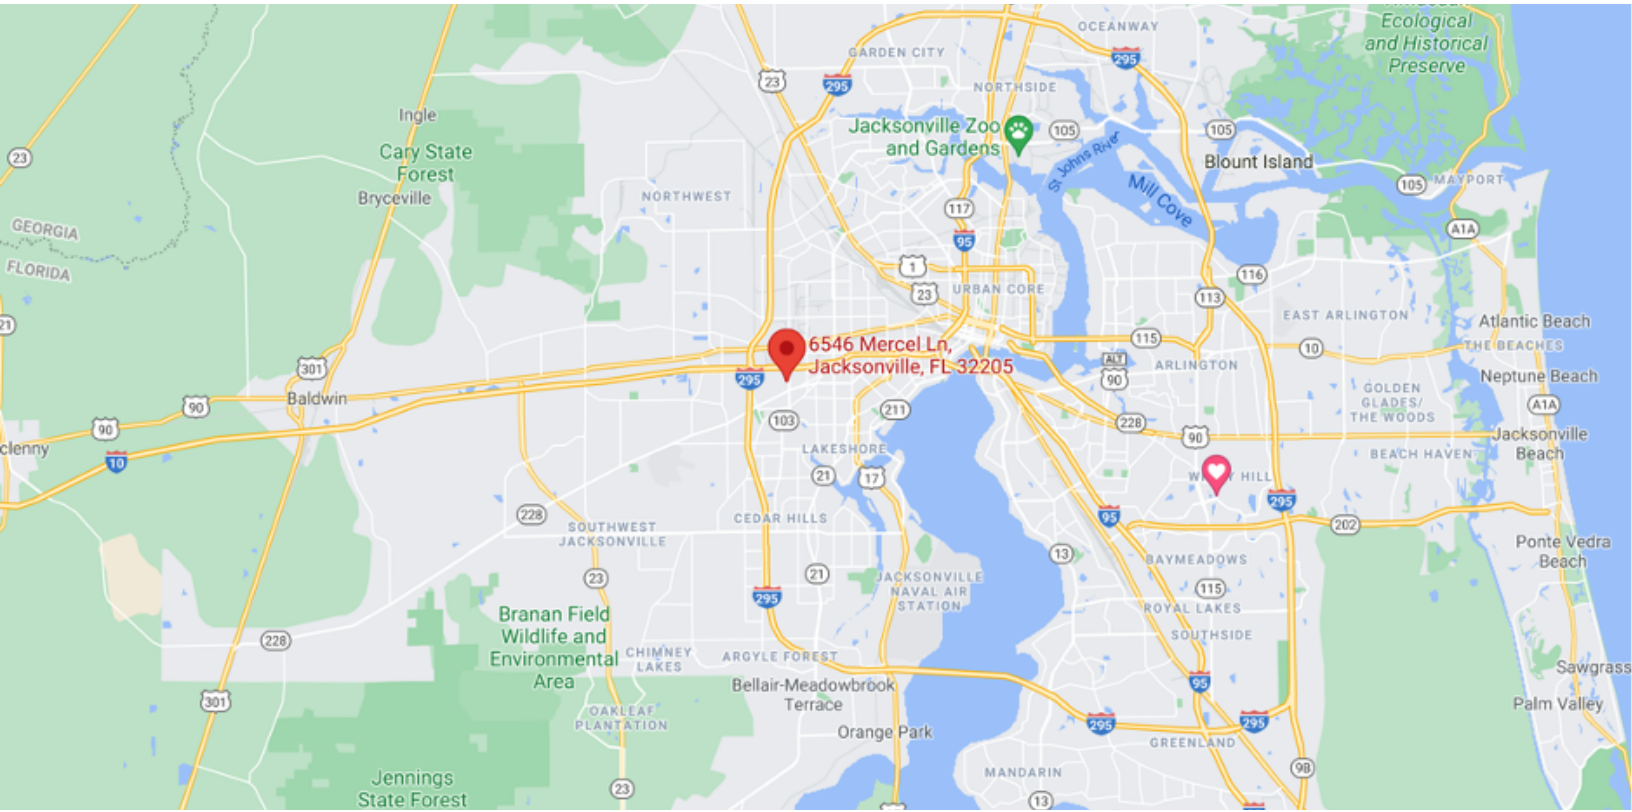 Ecological
and Historical
Preserve
OCEANWAY
GARDEN CITY
295
23
295
NORTHSIDE
Ingle
Jacksonville Zoo
and Gardens
105
105
St Johns River
Blount Island
Mill Cove
23
Cary State
Forest
Bryceville
NORTHWEST
105
MAYPORT
117
A1A
GEORGIA
FLORIDA
95
1
116
23
URBAN CORE
113
21
EAST ARLINGTON
Atlantic Beach
THE BEACHES
6546 Mercel Ln,
Jacksonville, FL 32205
115
10
ALT
90
ARLINGTON
301
295
Neptune Beach
GOLDEN
GLADES/
THE WOODS
Baldwin
90
90
A1A
103
211
228
90
Jacksonville
Beach
clenny
10
LAKESHORE
BEACH HAVEN
21
17
HILL
295
228
CEDAR HILLS
95
202
SOUTHWEST
JACKSONVILLE
13
Ponte Vedra
Beach
BAYMEADOWS
23
21
JACKSONVILLE
NAVAL AIR
STATION
115
295
ROYAL LAKES
Branan Field
Wildlife and
Environmental
Area
228
SOUTHSIDE
CHIMNEY
LAKES
ARGYLE FOREST
Sawgrass
Bellair-Meadowbrook
Terrace
95
301
Palm Valley
OAKLEAF
PLANTATION
295
295
Orange Park
GREENLAND
Jennings
State Forest
MANDARIN
9B
23
13